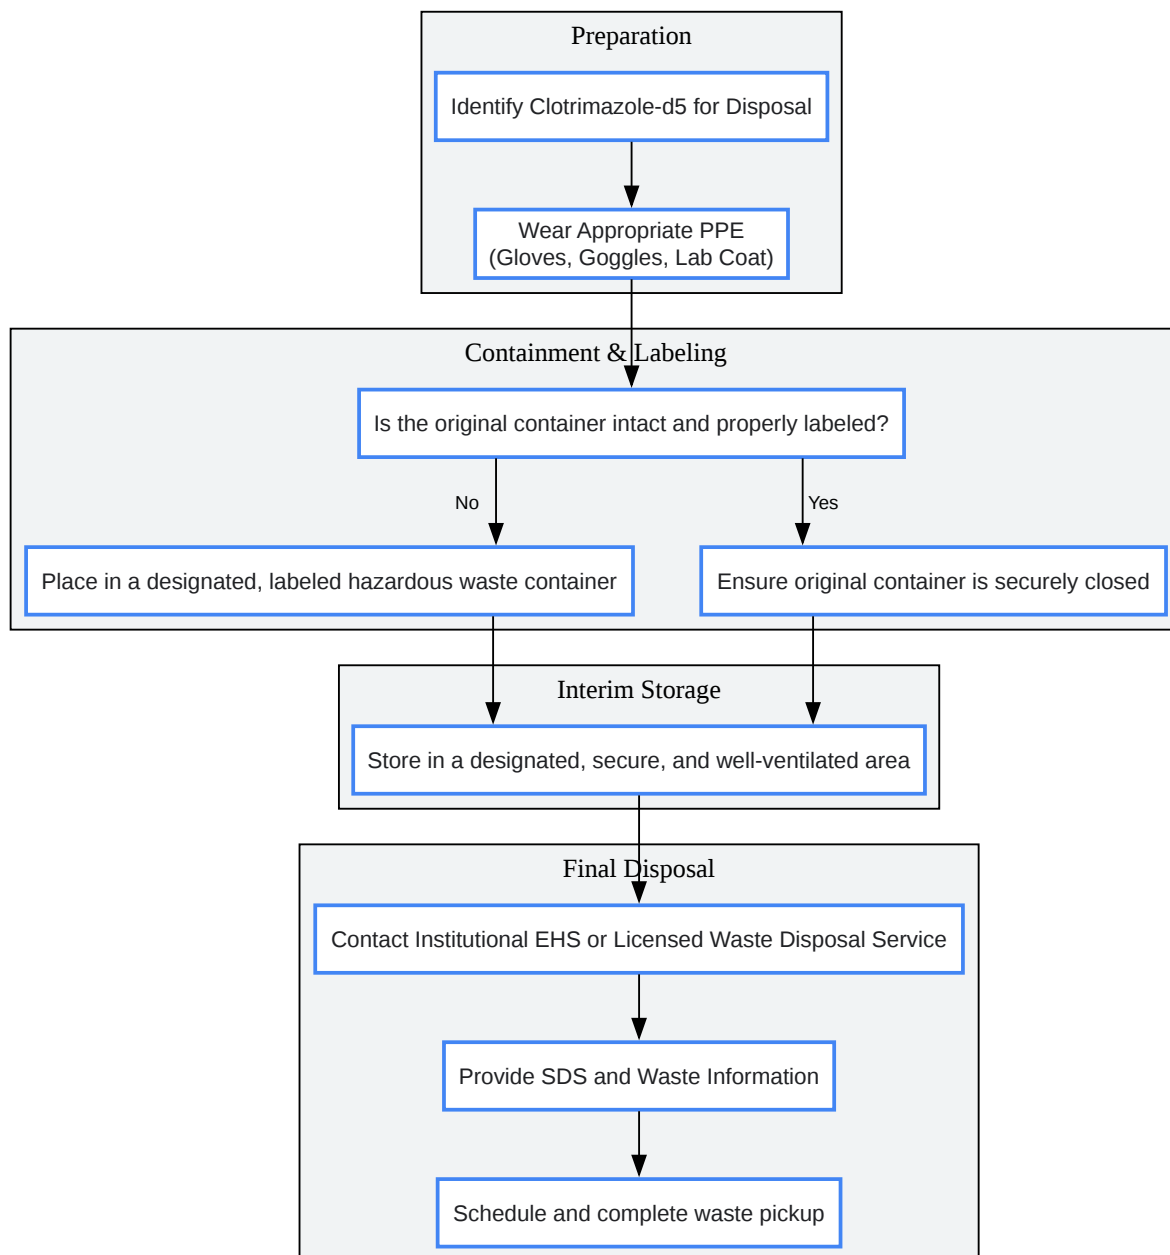 Preparation
Identify Clotrimazole-d5 for Disposal
Wear Appropriate PPE
(Gloves, Goggles, Lab Coat)
Containment & Labeling
Is the original container intact and properly labeled?
No
Yes
Place in a designated, labeled hazardous waste container
Ensure original container is securely closed
Interim Storage
Store in a designated, secure, and well-ventilated area
Final Disposal
Contact Institutional EHS or Licensed Waste Disposal Service
Provide SDS and Waste Information
Schedule and complete waste pickup